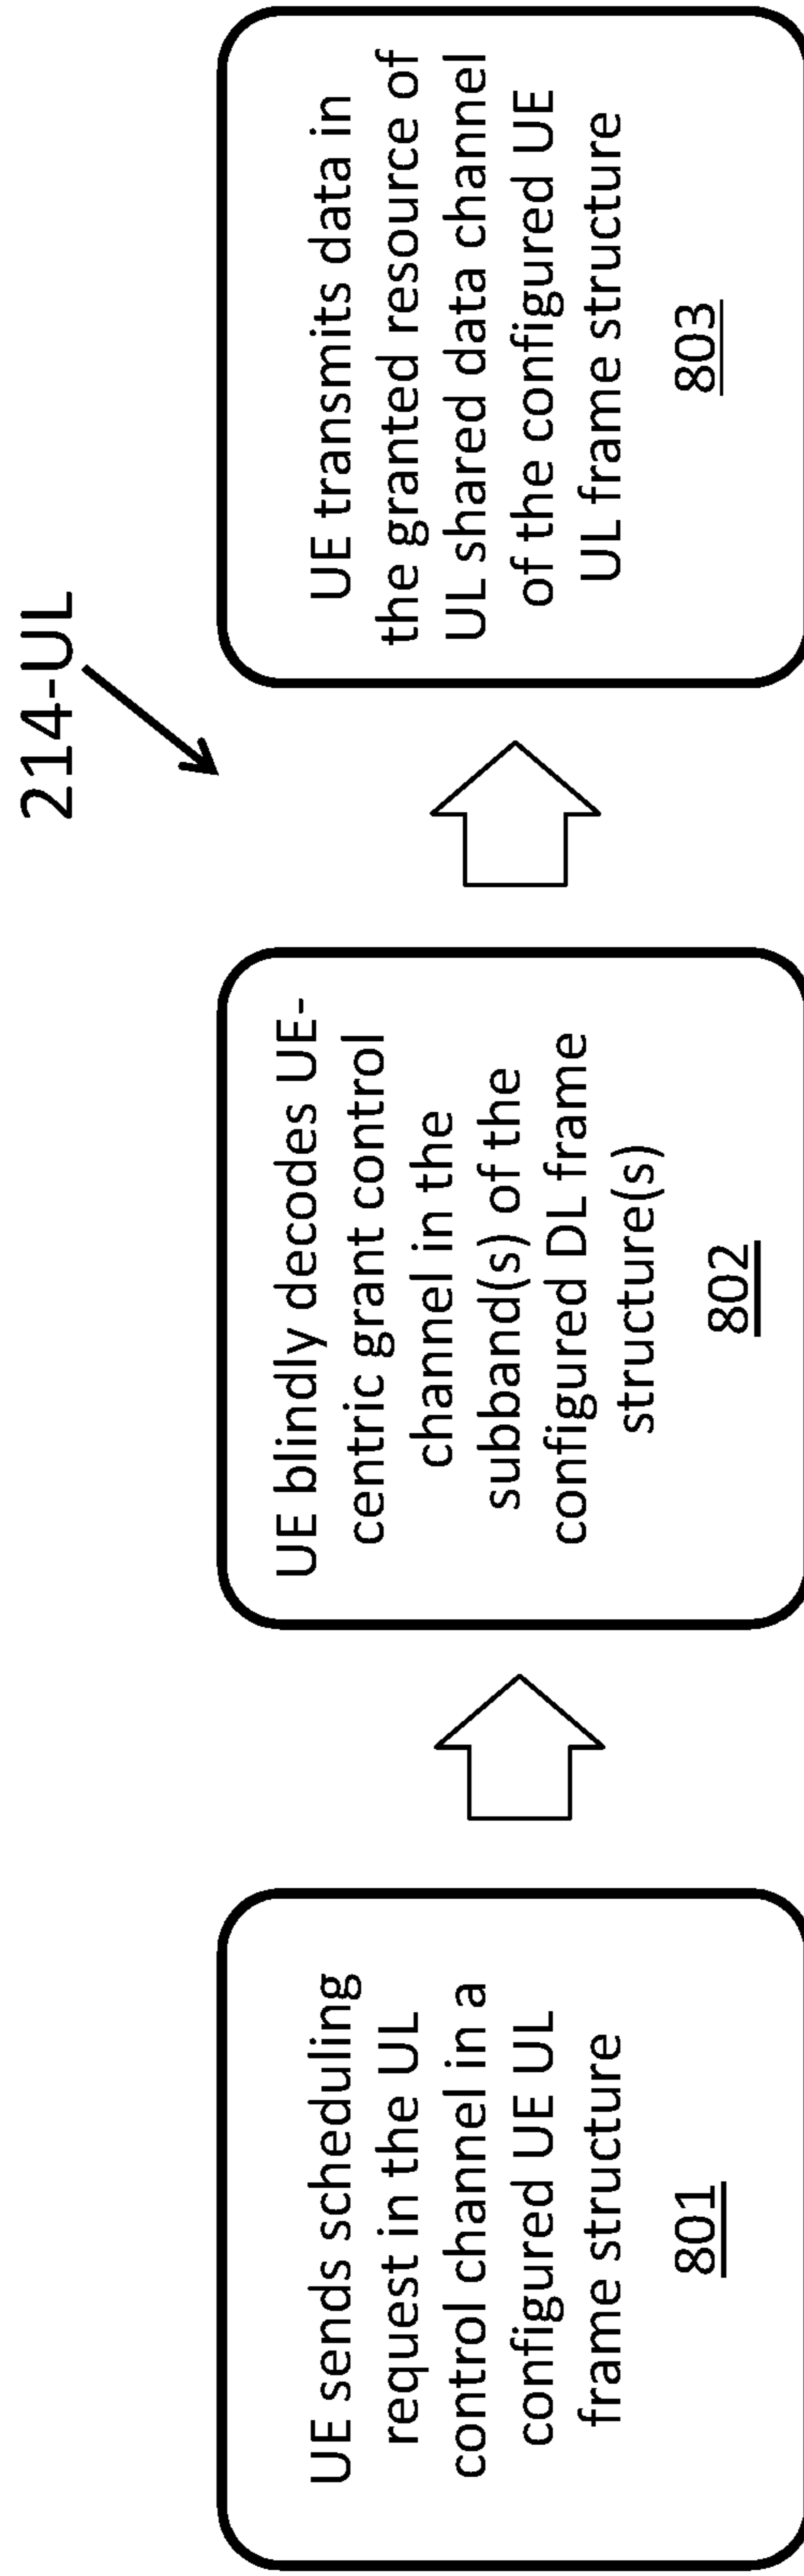 214-UL
UE sends scheduling
request in the UL
control channel in a
configured UE UL
frame structure
801
UE blindly decodes UE-
centric grant control
channel in the
subband(s) of the
configured DL frame
structure(s)
802
UE transmits data in
the granted resource of
UL shared data channel
of the configured UE
UL frame structure
803